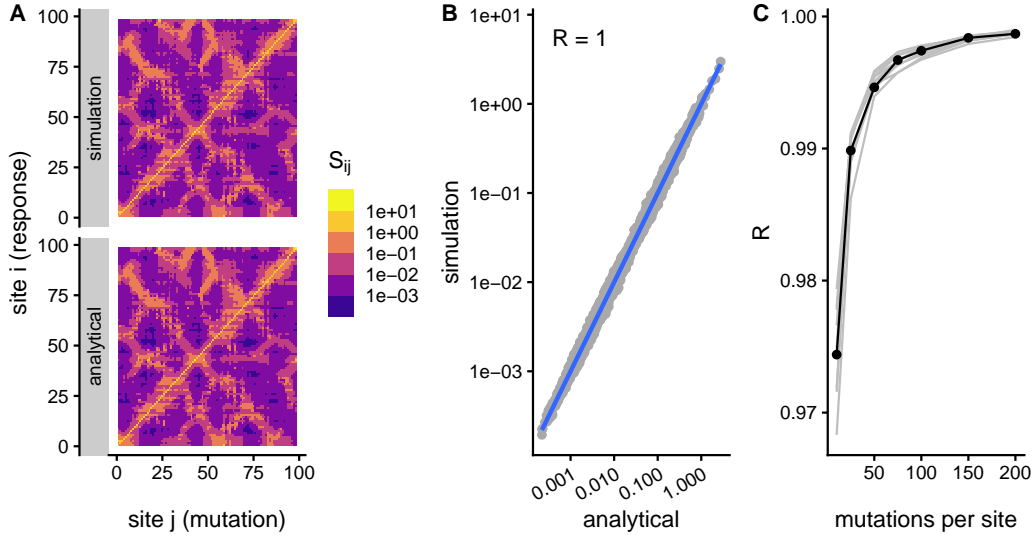 A
simulation
analytical
site i (response)
100
75
50
25
0
100
75
50
25
0
0
25
50
75
100
site j (mutation)
S_ij
1e+01
1e+00
1e−01
1e−02
1e−03
B
R = 1
simulation
1e+01
1e+00
1e−01
1e−02
1e−03
0.001
0.010
0.100
1.000
analytical
C
R
1.00
0.99
0.98
0.97
50
100
150
200
mutations per site